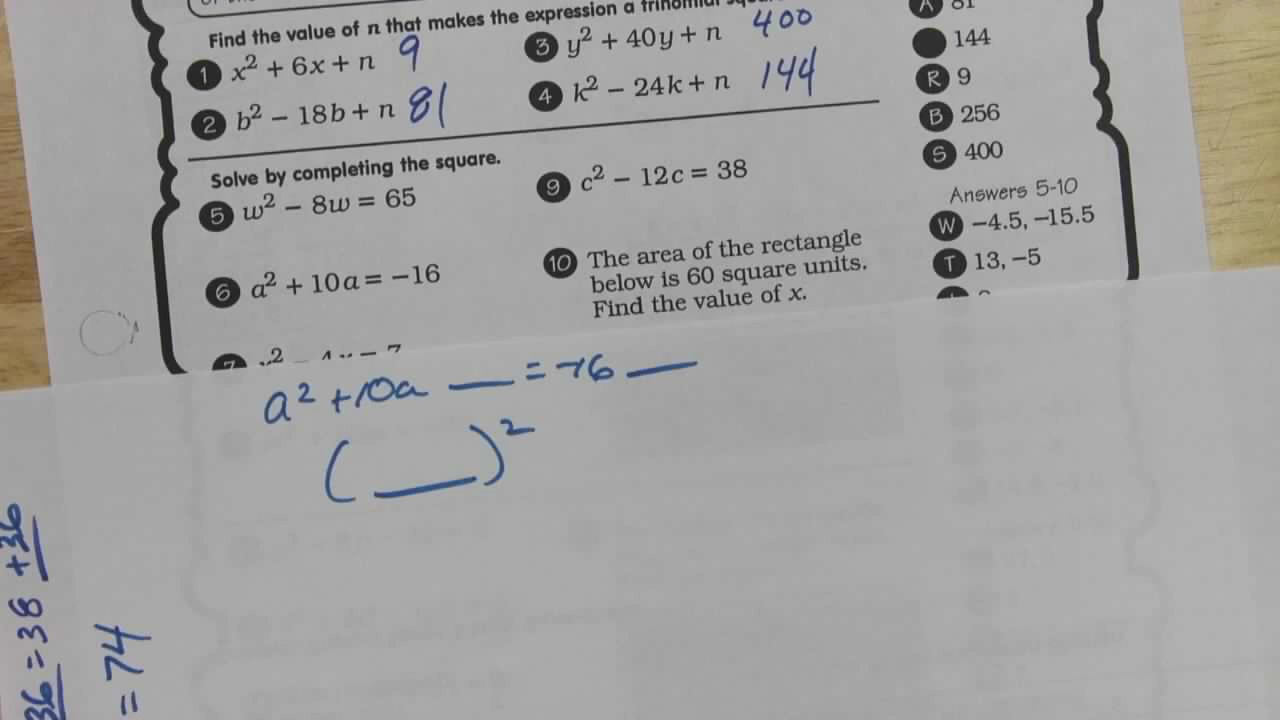 Find the value of n that makes the expression a trinomial squ
1 x² + 6x + n 9
2 b² − 18b + n 81
3 y² + 40y + n 400
4 k² − 24k + n 144
Solve by completing the square.
5 w² − 8w = 65
6 a² + 10a = −16
9 c² − 12c = 38
10 The area of the rectangle
below is 60 square units.
Find the value of x.
A 81
144
R 9
B 256
S 400
Answers 5-10
W −4.5, −15.5
T 13, −5
a² + 10a __ = −16 __
( __ )²
36 = 38 + 36
= 74